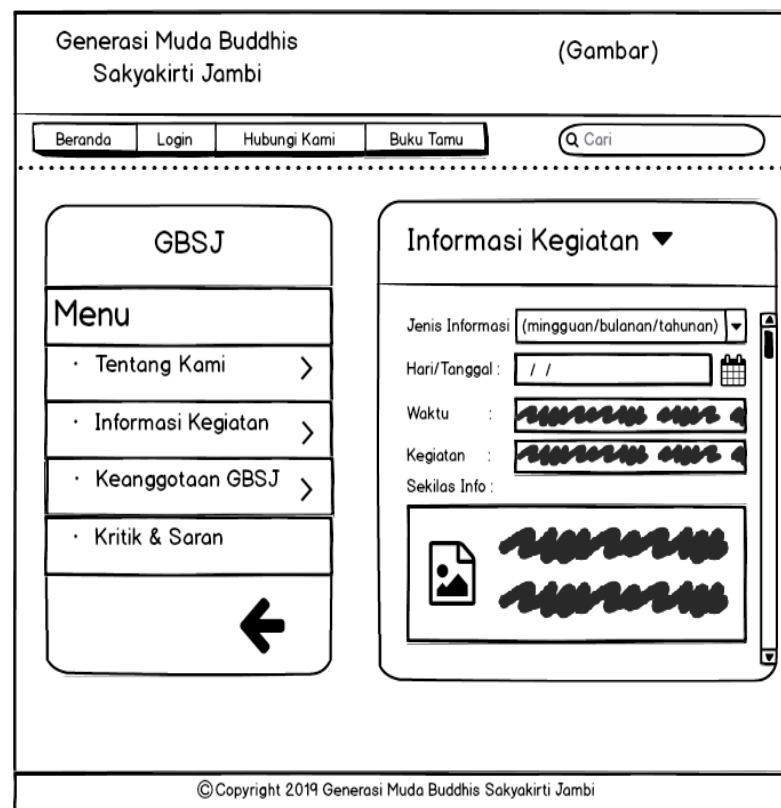 Generasi Muda Buddhis
Sakyakirti Jambi
(Gambar)
Beranda Login Hubungi Kami Buku Tamu Cari
GBSJ
Menu
· Tentang Kami
· Informasi Kegiatan
· Keanggotaan GBSJ
· Kritik & Saran
Informasi Kegiatan
Jenis Informasi (mingguan/bulanan/tahunan)
Hari/Tanggal : / /
Waktu :
Kegiatan :
Sekilas Info :
© Copyright 2019 Generasi Muda Buddhis Sakyakirti Jambi